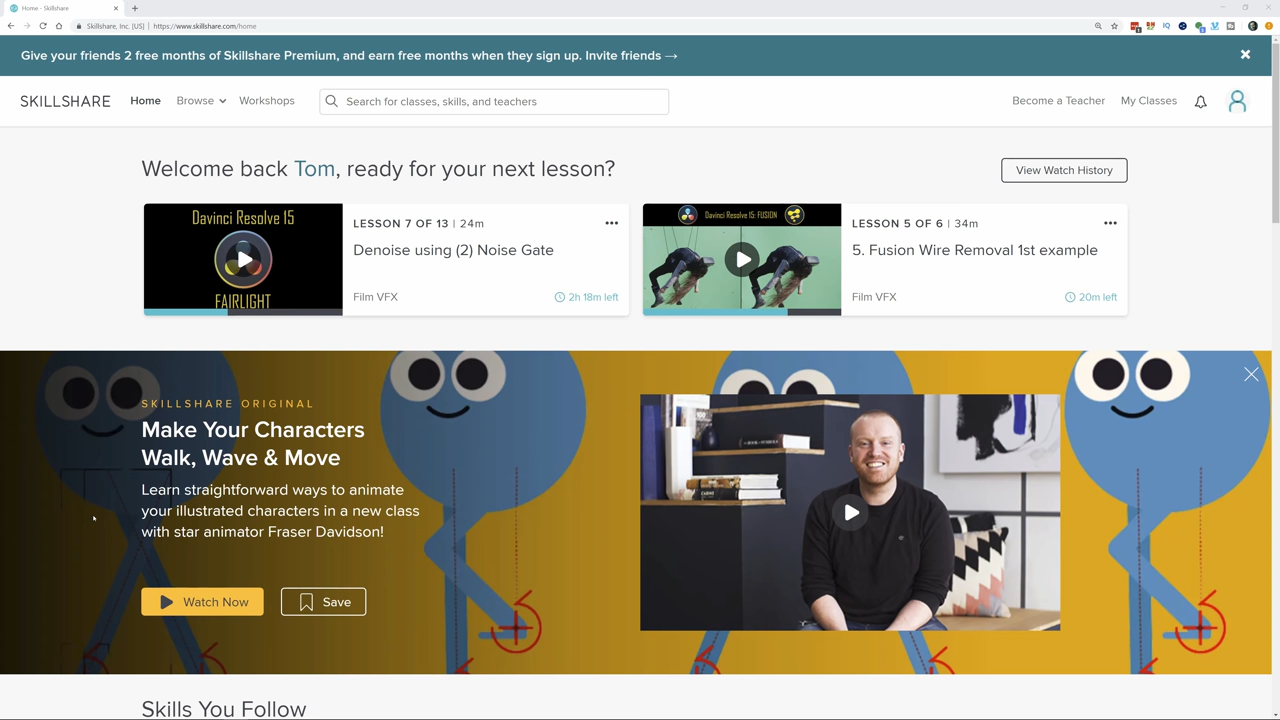 Home - Skillshare
Skillshare, Inc. [US] | https://www.skillshare.com/home
Give your friends 2 free months of Skillshare Premium, and earn free months when they sign up. Invite friends →
SKILLSHARE
Home
Browse
Workshops
Search for classes, skills, and teachers
Become a Teacher
My Classes
Welcome back Tom, ready for your next lesson?
View Watch History
Davinci Resolve 15
FAIRLIGHT
LESSON 7 OF 13 | 24m
Denoise using (2) Noise Gate
Film VFX
2h 18m left
Davinci Resolve 15: FUSION
LESSON 5 OF 6 | 34m
5. Fusion Wire Removal 1st example
Film VFX
20m left
SKILLSHARE ORIGINAL
Make Your Characters
Walk, Wave & Move
Learn straightforward ways to animate
your illustrated characters in a new class
with star animator Fraser Davidson!
Watch Now
Save
Skills You Follow